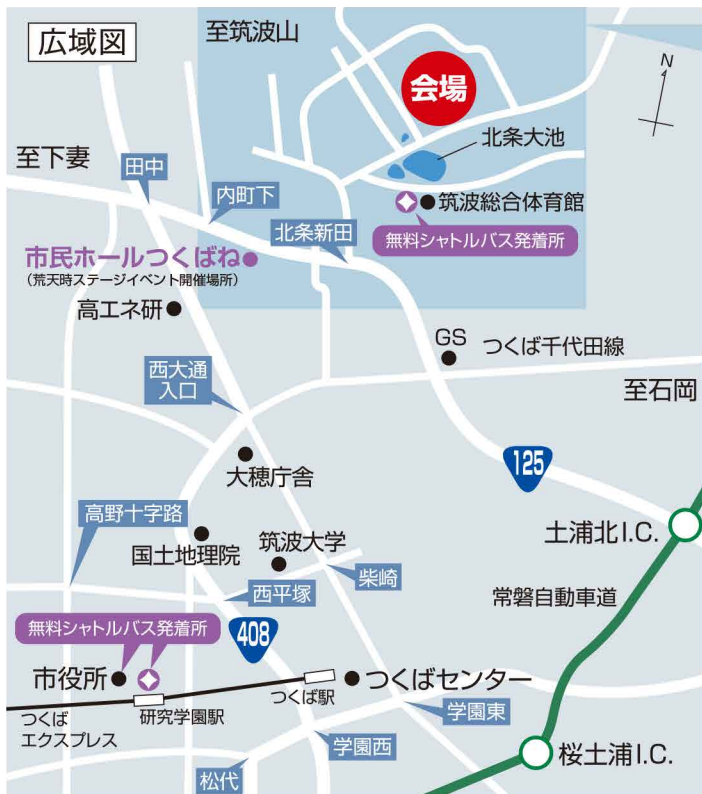 広域図
至筑波山
N
会場
北条大池
至下妻
田中
内町下
筑波総合体育館
無料シャトルバス発着所
北条新田
市民ホールつくばね
(荒天時ステージイベント開催場所)
高エネ研
GS
つくば千代田線
西大通
入口
至石岡
大穂庁舎
125
高野十字路
土浦北I.C.
国土地理院
筑波大学
柴崎
西平塚
常磐自動車道
無料シャトルバス発着所
408
市役所
つくばセンター
つくば駅
つくば
エクスプレス
研究学園駅
学園東
学園西
松代
桜土浦I.C.